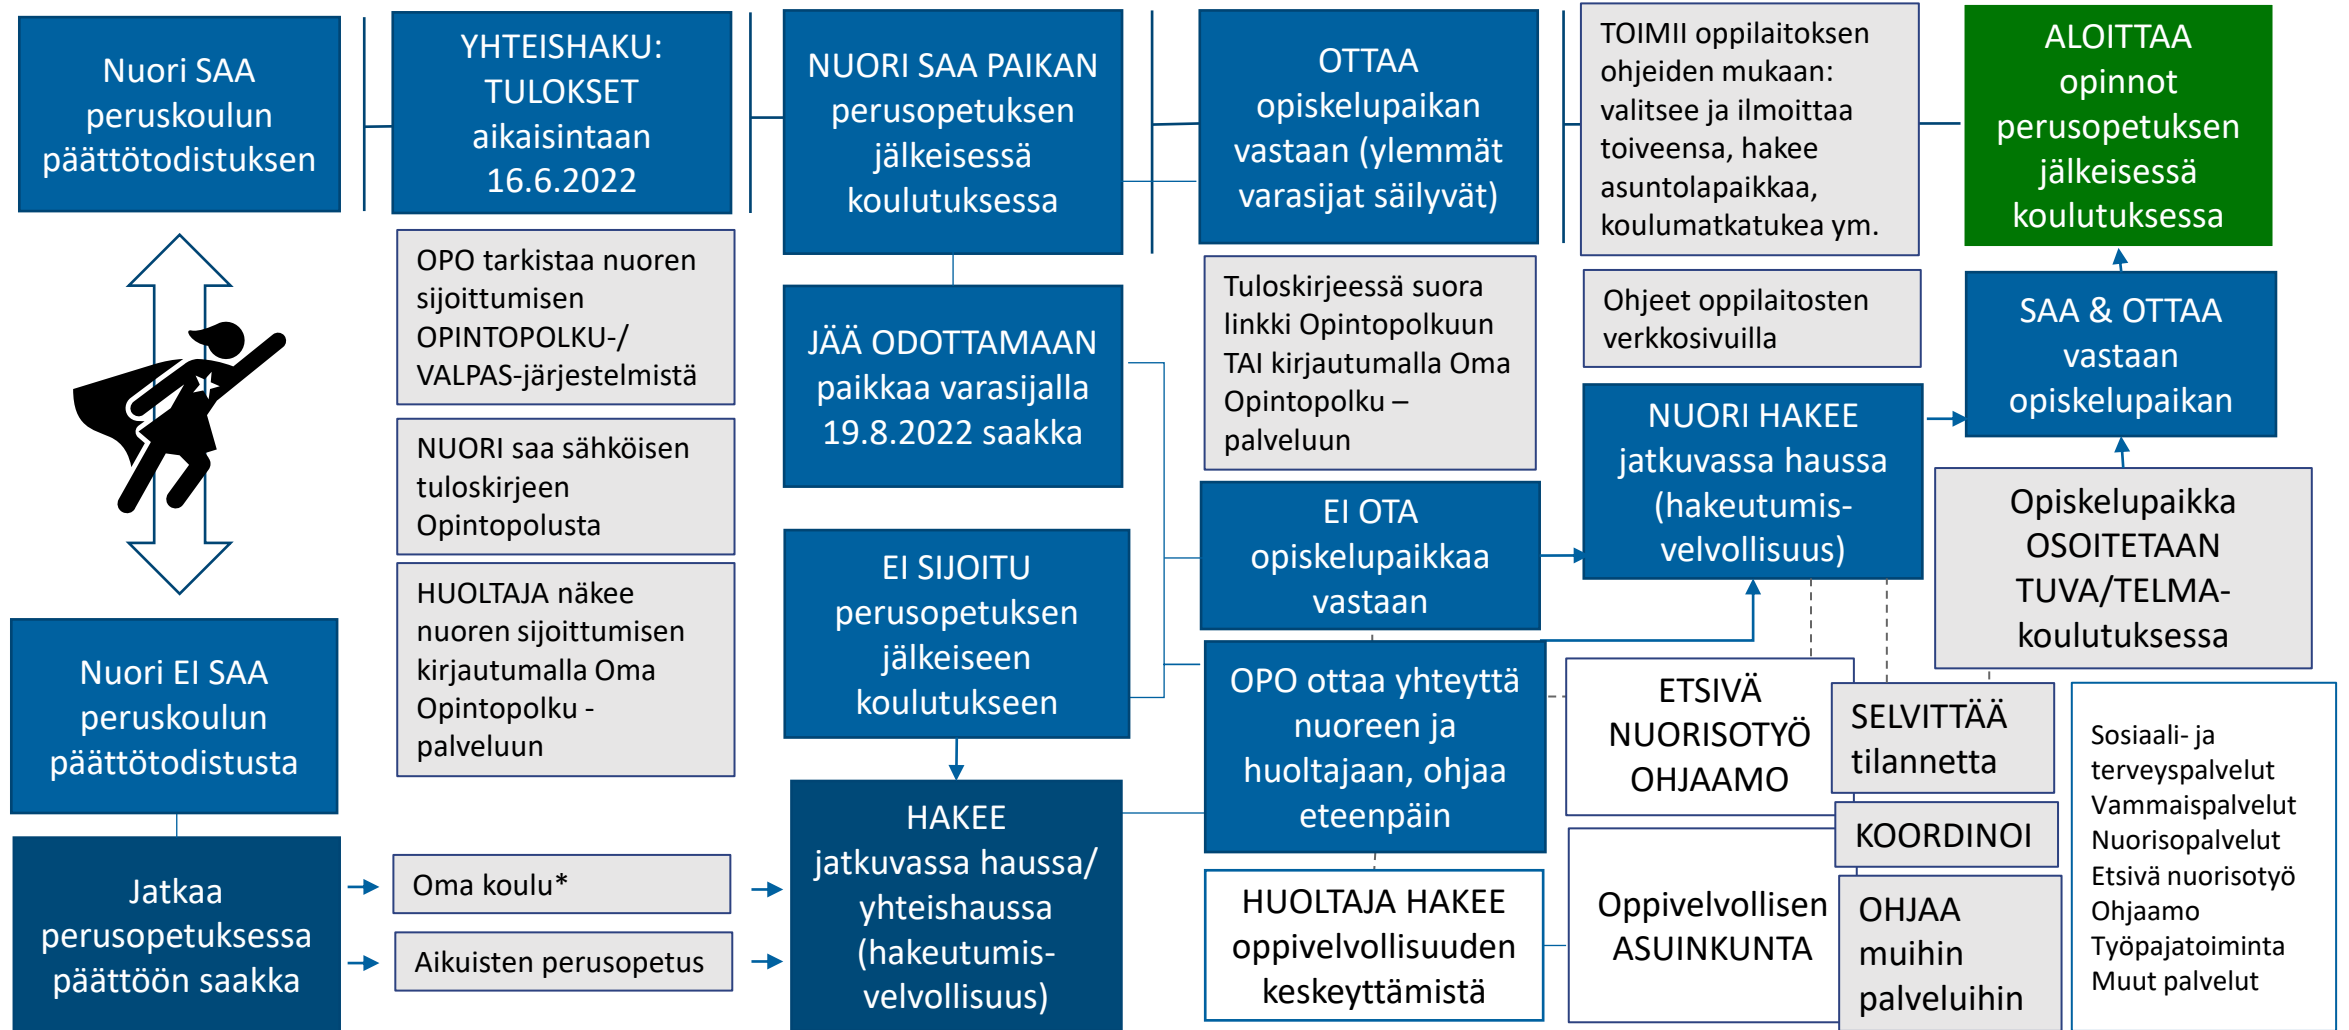 Nuori SAA
peruskoulun
päättötodistuksen
YHTEISHAKU:
TULOKSET
aikaisintaan
16.6.2022
NUORI SAA PAIKAN
perusopetuksen
jälkeisessä
koulutuksessa
OTTAA
opiskelupaikan
vastaan (ylemmät
varasijat säilyvät)
TOIMII oppilaitoksen
ohjeiden mukaan:
valitsee ja ilmoittaa
toiveensa, hakee
asuntolapaikkaa,
koulumatkatukea ym.
ALOITTAA
opinnot
perusopetuksen
jälkeisessä
koulutuksessa
OPO tarkistaa nuoren
sijoittumisen
OPINTOPOLKU-/
VALPAS-järjestelmistä
NUORI saa sähköisen
tuloskirjeen
Opintopolusta
HUOLTAJA näkee
nuoren sijoittumisen
kirjautumalla Oma
Opintopolku -
palveluun
JÄÄ ODOTTAMAAN
paikkaa varasijalla
19.8.2022 saakka
Tuloskirjeessä suora
linkki Opintopolkuun
TAI kirjautumalla Oma
Opintopolku –
palveluun
Ohjeet oppilaitosten
verkkosivuilla
SAA & OTTAA
vastaan
opiskelupaikan
NUORI HAKEE
jatkuvassa haussa
(hakeutumis-
velvollisuus)
EI SIJOITU
perusopetuksen
jälkeiseen
koulutukseen
EI OTA
opiskelupaikkaa
vastaan
Opiskelupaikka
OSOITETAAN
TUVA/TELMA-
koulutuksessa
Nuori EI SAA
peruskoulun
päättötodistusta
OPO ottaa yhteyttä
nuoreen ja
huoltajaan, ohjaa
eteenpäin
ETSIVÄ
NUORISOTYÖ
OHJAAMO
SELVITTÄÄ
tilannetta
KOORDINOI
OHJAA
muihin
palveluihin
Sosiaali- ja
terveyspalvelut
Vammaispalvelut
Nuorisopalvelut
Etsivä nuorisotyö
Ohjaamo
Työpajatoiminta
Muut palvelut
Jatkaa
perusopetuksessa
päättöön saakka
Oma koulu*
Aikuisten perusopetus
HAKEE
jatkuvassa haussa/
yhteishaussa
(hakeutumis-
velvollisuus)
HUOLTAJA HAKEE
oppivelvollisuuden
keskeyttämistä
Oppivelvollisen
ASUINKUNTA